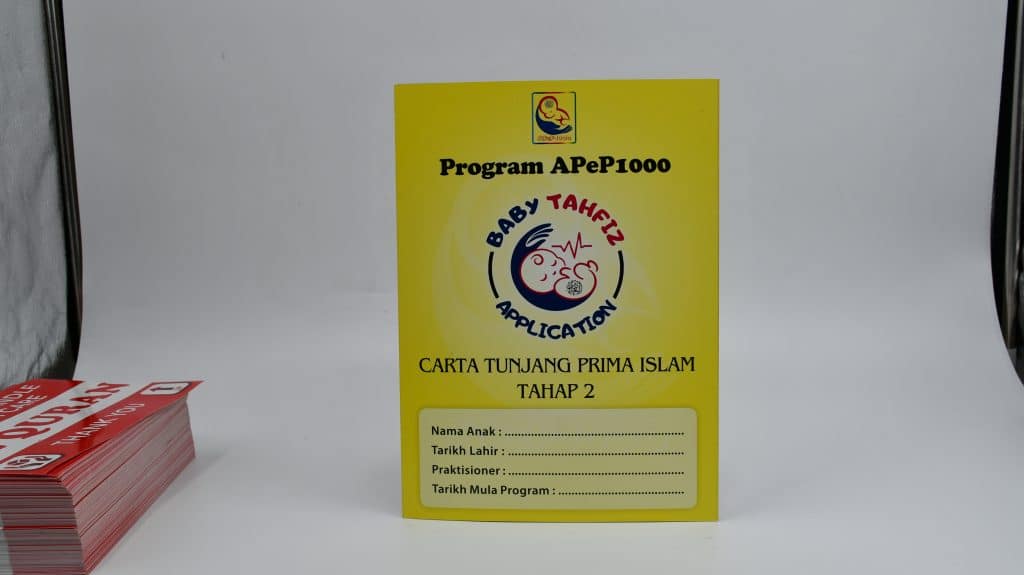 Program APeP1000
BABY TAHFIZ
APPLICATION
CARTA TUNJANG PRIMA ISLAM
TAHAP 2
Nama Anak : ......................................................
Tarikh Lahir : .....................................................
Praktisioner : .....................................................
Tarikh Mula Program : ......................................
CARE
QURAN
THANK YOU